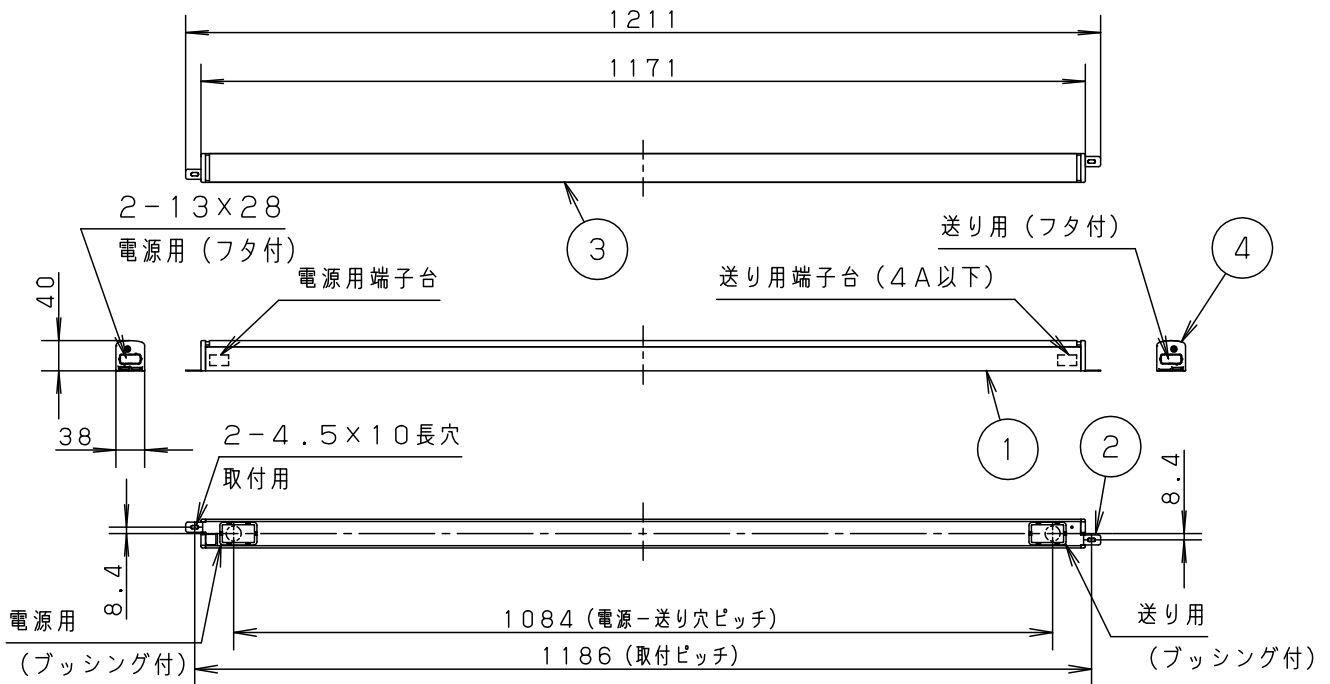 1211
1171
2-13×28
電源用（フタ付）
③
送り用（フタ付）
④
電源用端子台
送り用端子台（4A以下）
40
38
2-4.5×10長穴
取付用
①
②
8.4
8.4
電源用
（ブッシング付）
1084（電源－送り穴ピッチ）
1186（取付ピッチ）
送り用
（ブッシング付）